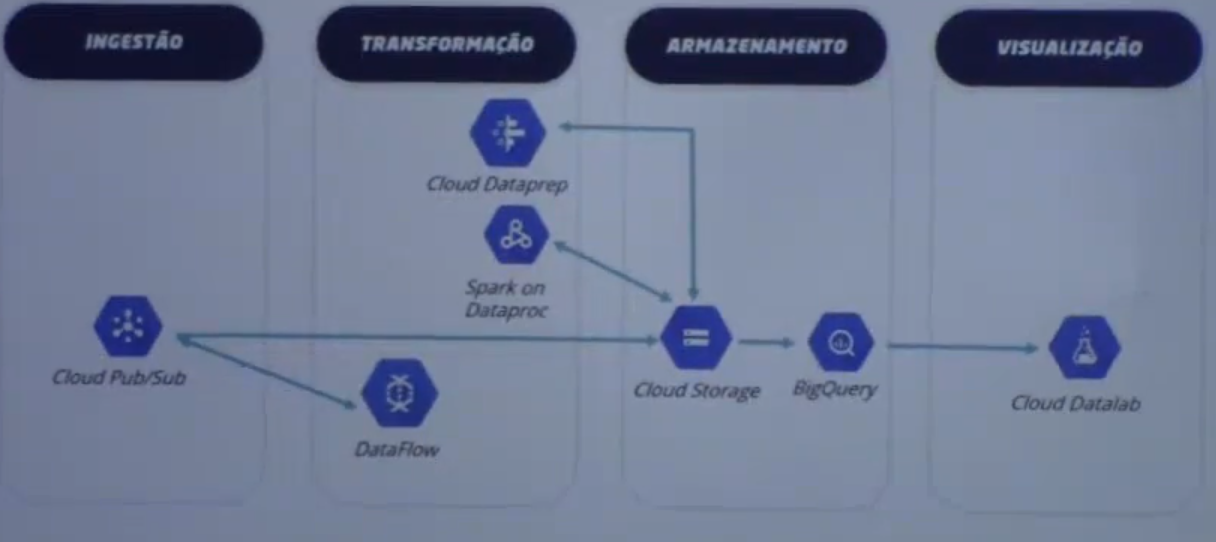 INGESTÃO
TRANSFORMAÇÃO
ARMAZENAMENTO
VISUALIZAÇÃO
Cloud Dataprep
Spark on
Dataproc
Cloud Pub/Sub
DataFlow
Cloud Storage
BigQuery
Cloud Datalab